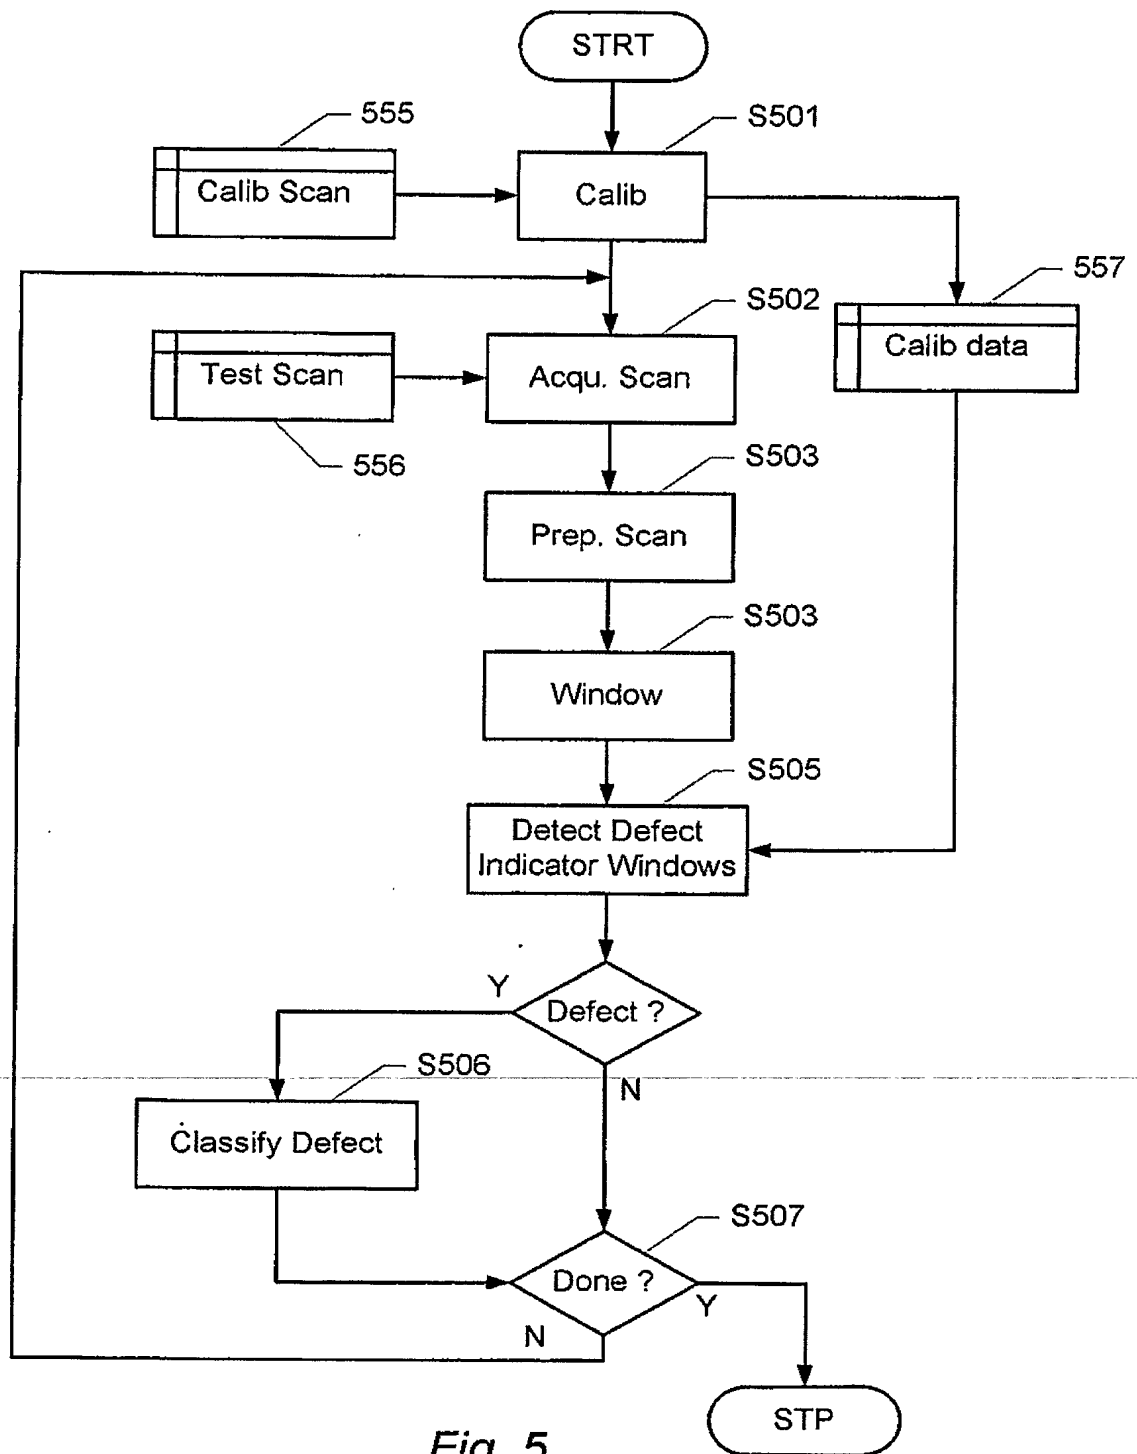 STRT
555
S501
Calib Scan
Calib
557
S502
Calib data
Test Scan
Acqu. Scan
556
S503
Prep. Scan
S503
Window
S505
Detect Defect
Indicator Windows
Y
Defect ?
S506
N
Classify Defect
S507
Done ?
Y
N
STP
Fig. 5